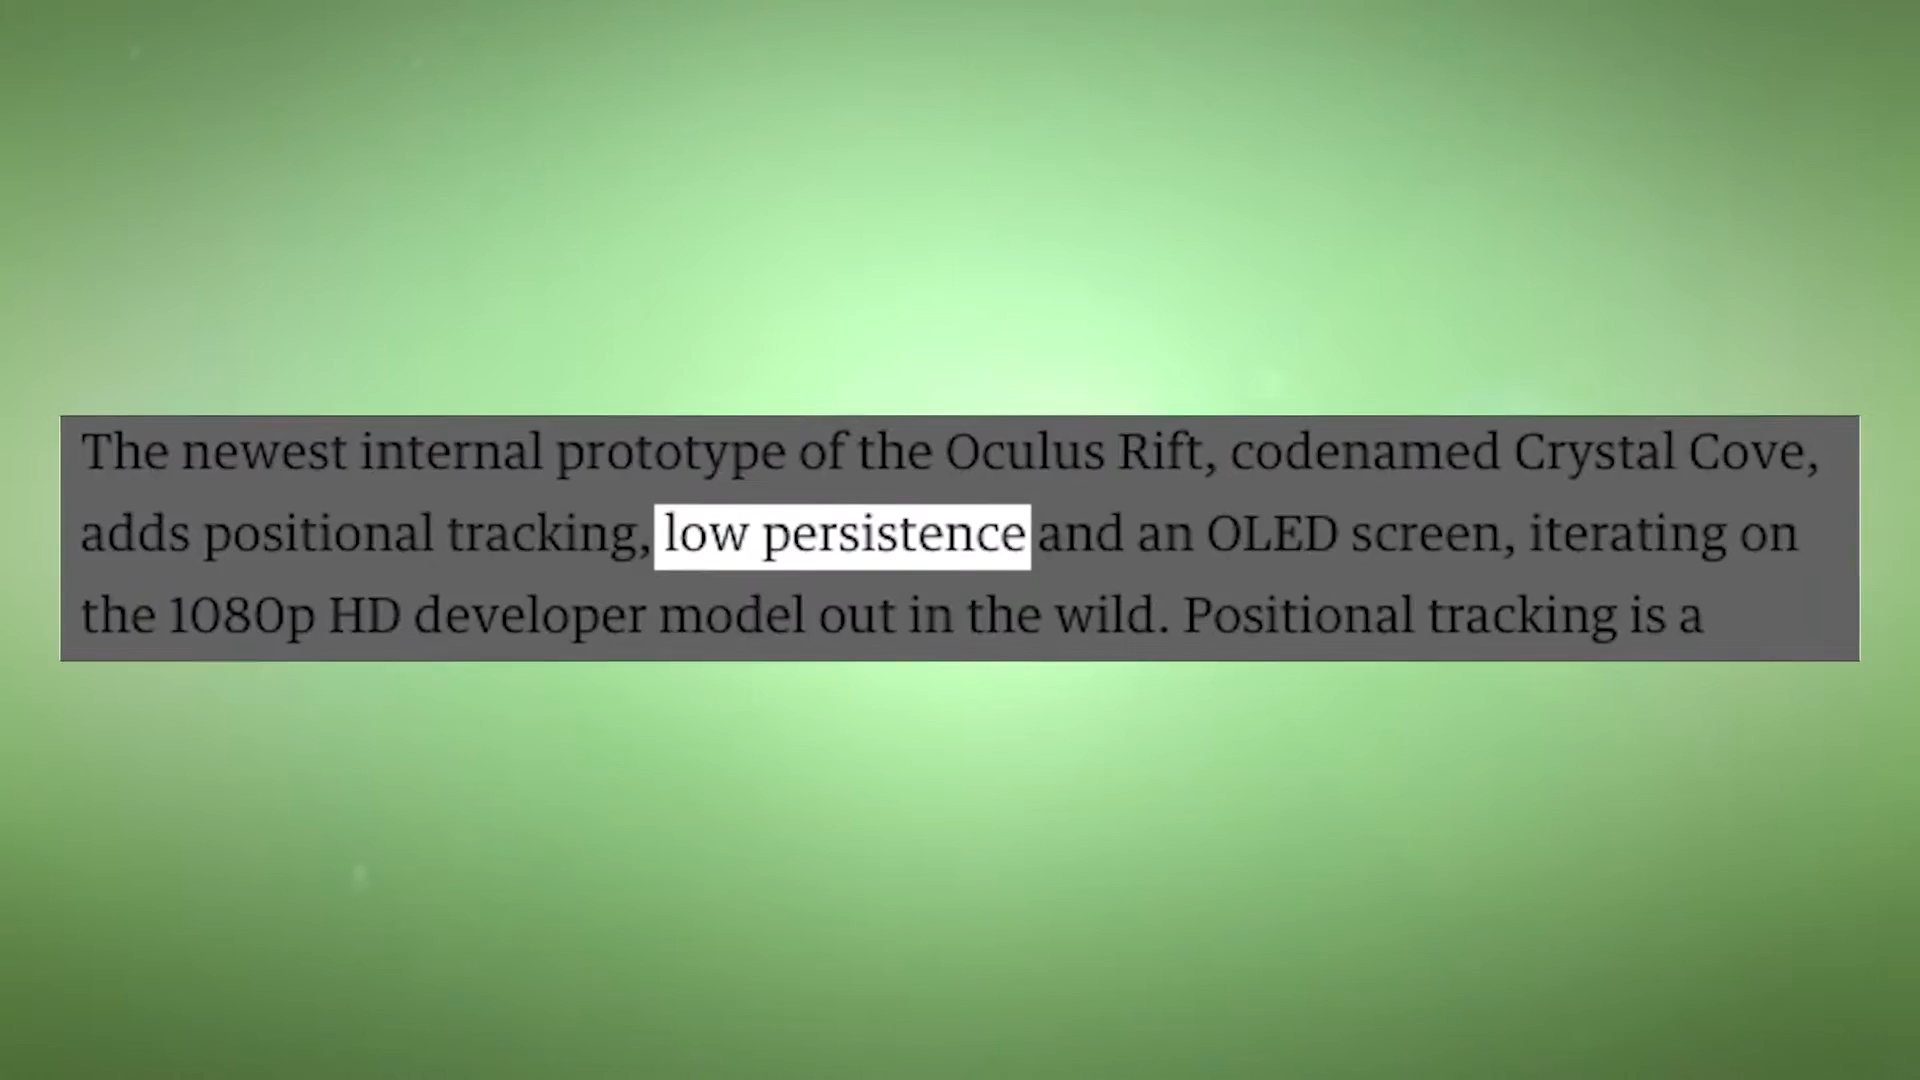 The newest internal prototype of the Oculus Rift, codenamed Crystal Cove,
adds positional tracking, low persistence and an OLED screen, iterating on
the 1080p HD developer model out in the wild. Positional tracking is a